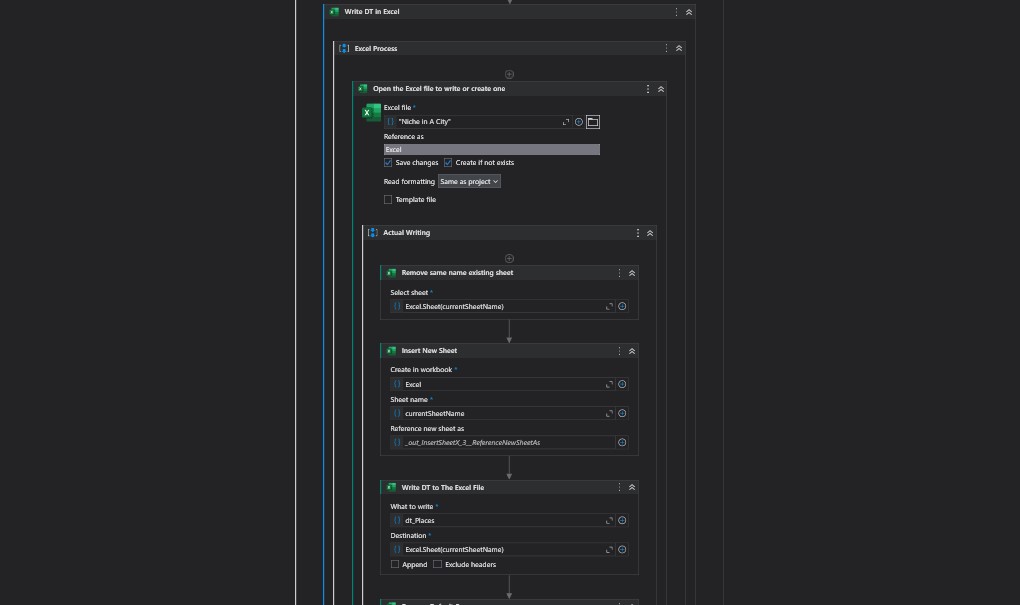 Write DT in Excel
Excel Process
Open the Excel file to write or create one
Excel file *
"Niche in A City"
Reference as
Excel
Save changes Create if not exists
Read formatting Same as project
Template file
Actual Writing
Remove same name existing sheet
Select sheet *
Excel.Sheet(currentSheetName)
Insert New Sheet
Create in workbook *
Excel
Sheet name *
currentSheetName
Reference new sheet as
_out_InsertSheetX_3__ReferenceNewSheetAs
Write DT to The Excel File
What to write *
dt_Places
Destination *
Excel.Sheet(currentSheetName)
Append Exclude headers